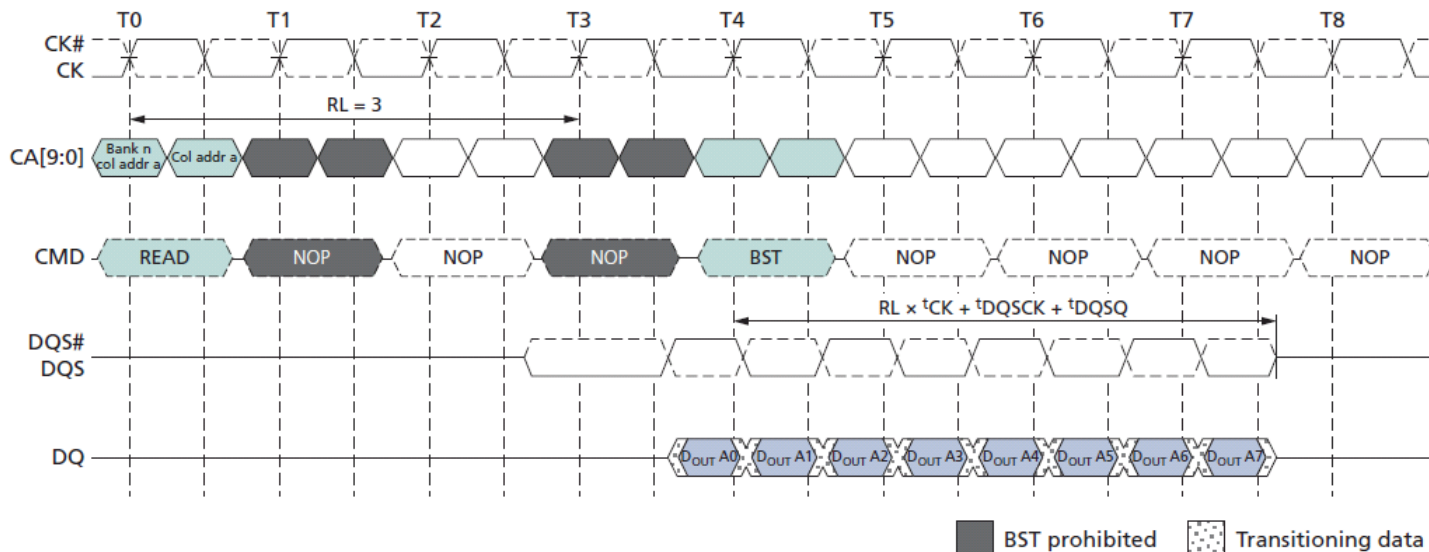 T0 T1 T2 T3 T4 T5 T6 T7 T8
CK#
CK
RL = 3
CA[9:0]
Bank n
col addr a
Col addr a
CMD
READ NOP NOP NOP BST NOP NOP NOP NOP
RL × tCK + tDQSCK + tDQSQ
DQS#
DQS
DQ
DOUT A0 DOUT A1 DOUT A2 DOUT A3 DOUT A4 DOUT A5 DOUT A6 DOUT A7
BST prohibited Transitioning data